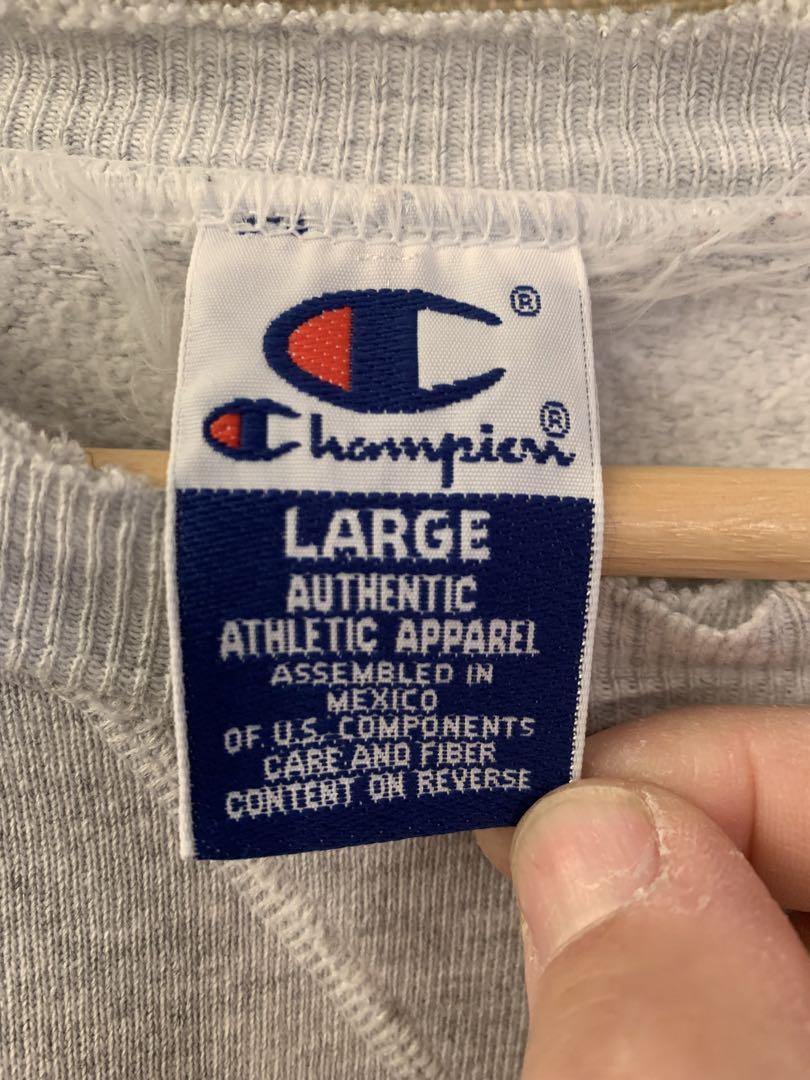 ®
Champion®
LARGE
AUTHENTIC
ATHLETIC APPAREL
ASSEMBLED IN
MEXICO
OF U.S. COMPONENTS
CARE AND FIBER
CONTENT ON REVERSE